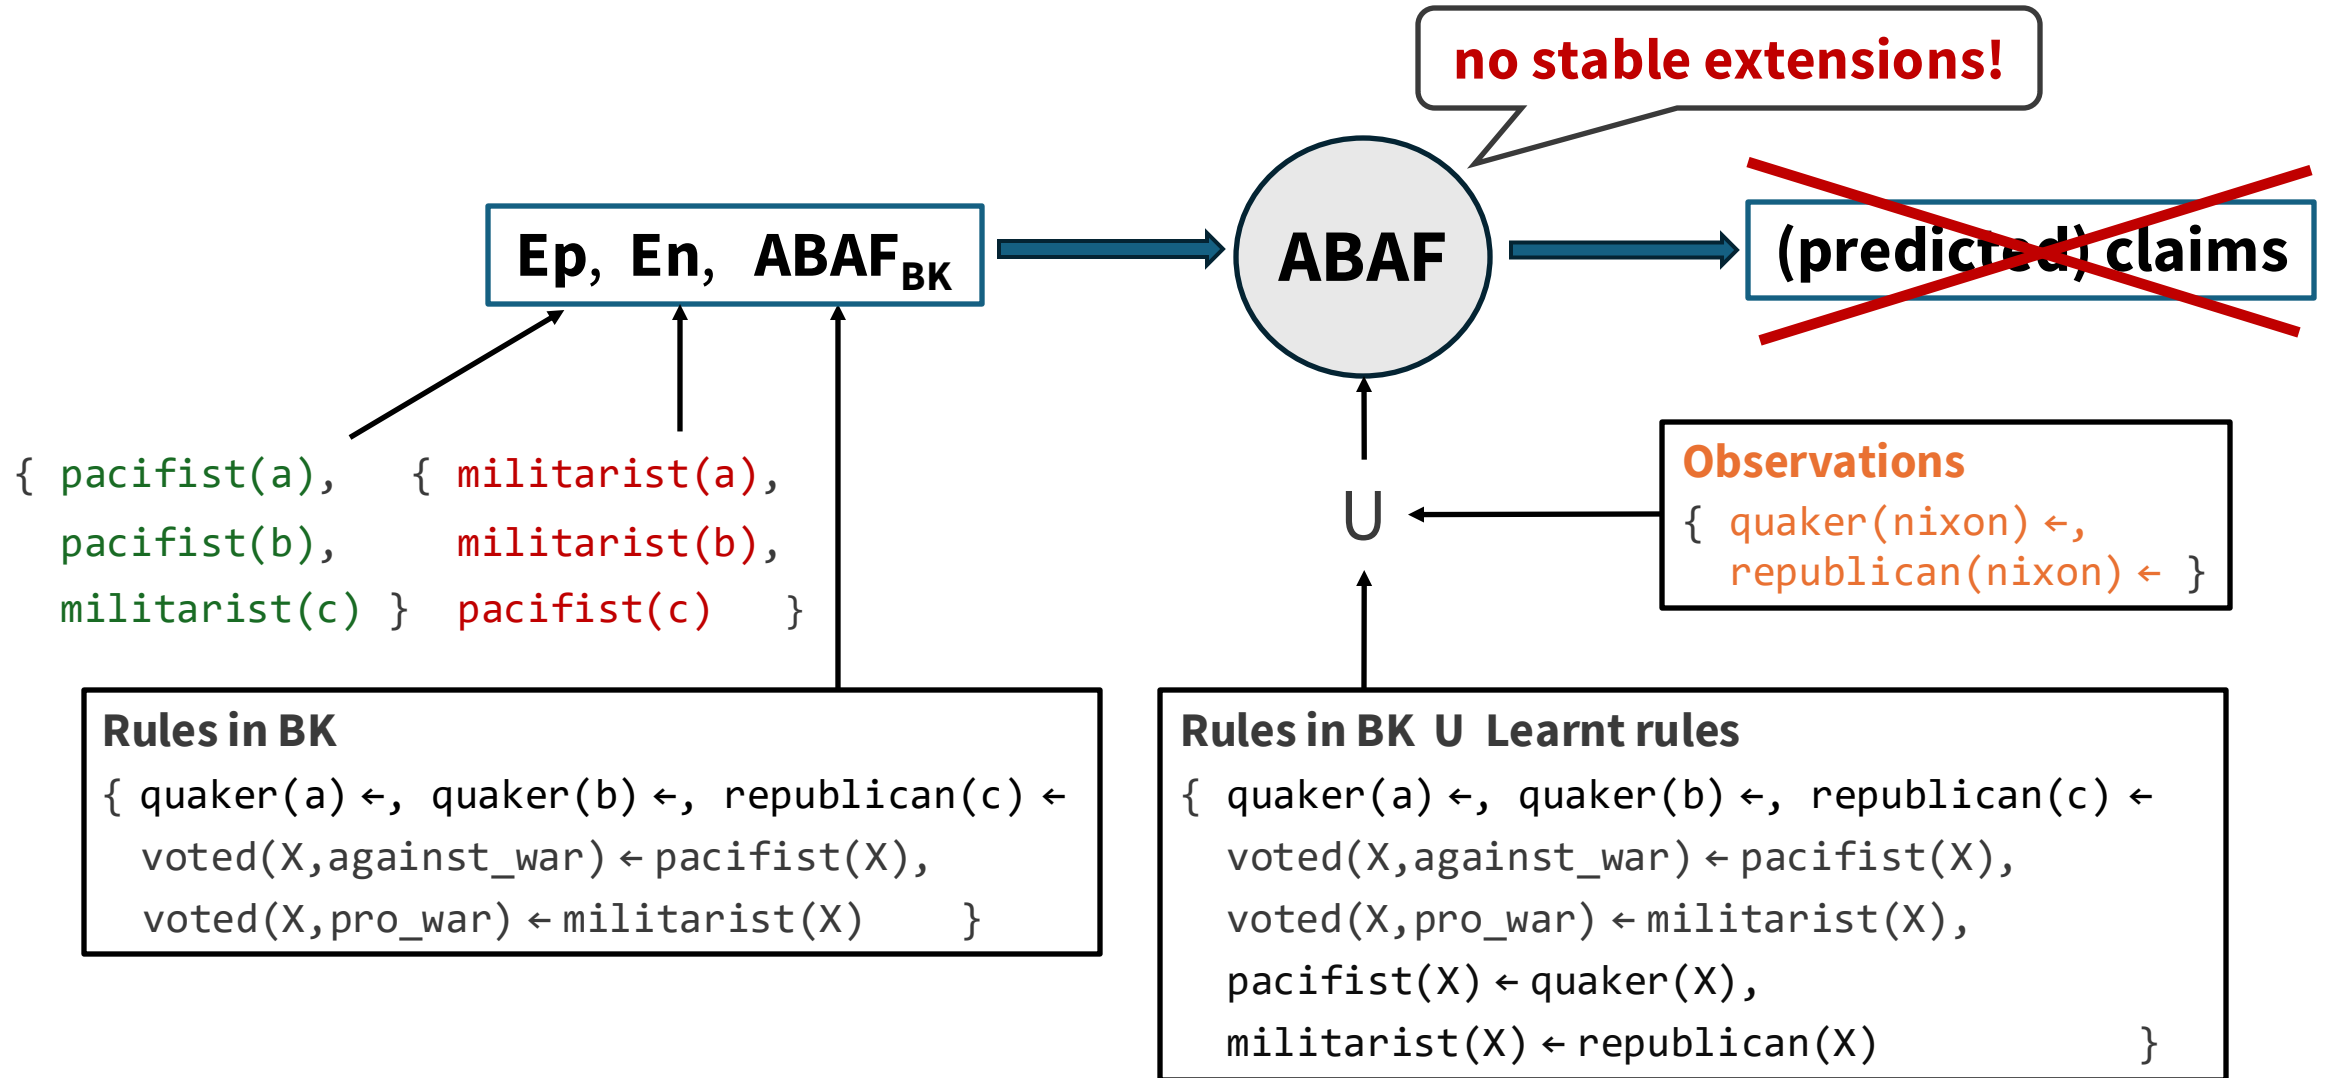 no stable extensions!
Ep, En, ABAF_BK
ABAF
(predicted) claims
{ pacifist(a),
pacifist(b),
militarist(c) }
{ militarist(a),
militarist(b),
pacifist(c) }
U
Observations
{ quaker(nixon) ←,
republican(nixon) ← }
Rules in BK
{ quaker(a) ←, quaker(b) ←, republican(c) ←
voted(X,against_war) ← pacifist(X),
voted(X,pro_war) ← militarist(X) }
Rules in BK U Learnt rules
{ quaker(a) ←, quaker(b) ←, republican(c) ←
voted(X,against_war) ← pacifist(X),
voted(X,pro_war) ← militarist(X),
pacifist(X) ← quaker(X),
militarist(X) ← republican(X) }